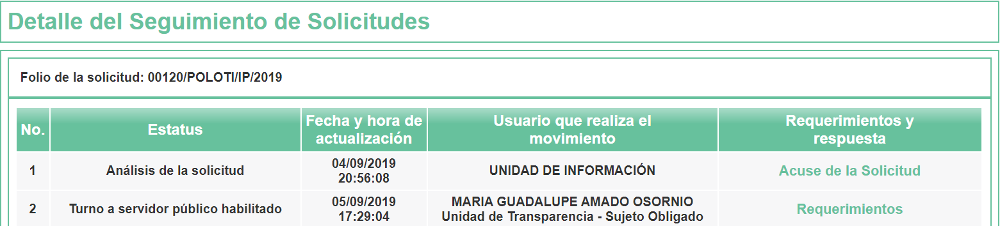 Detalle del Seguimiento de Solicitudes
Folio de la solicitud: 00120/POLOTI/IP/2019
No.
Estatus
Fecha y hora de
actualización
Usuario que realiza el
movimiento
Requerimientos y
respuesta
1
Análisis de la solicitud
04/09/2019
20:56:08
UNIDAD DE INFORMACIÓN
Acuse de la Solicitud
2
Turno a servidor público habilitado
05/09/2019
17:29:04
MARIA GUADALUPE AMADO OSORNIO
Unidad de Transparencia - Sujeto Obligado
Requerimientos